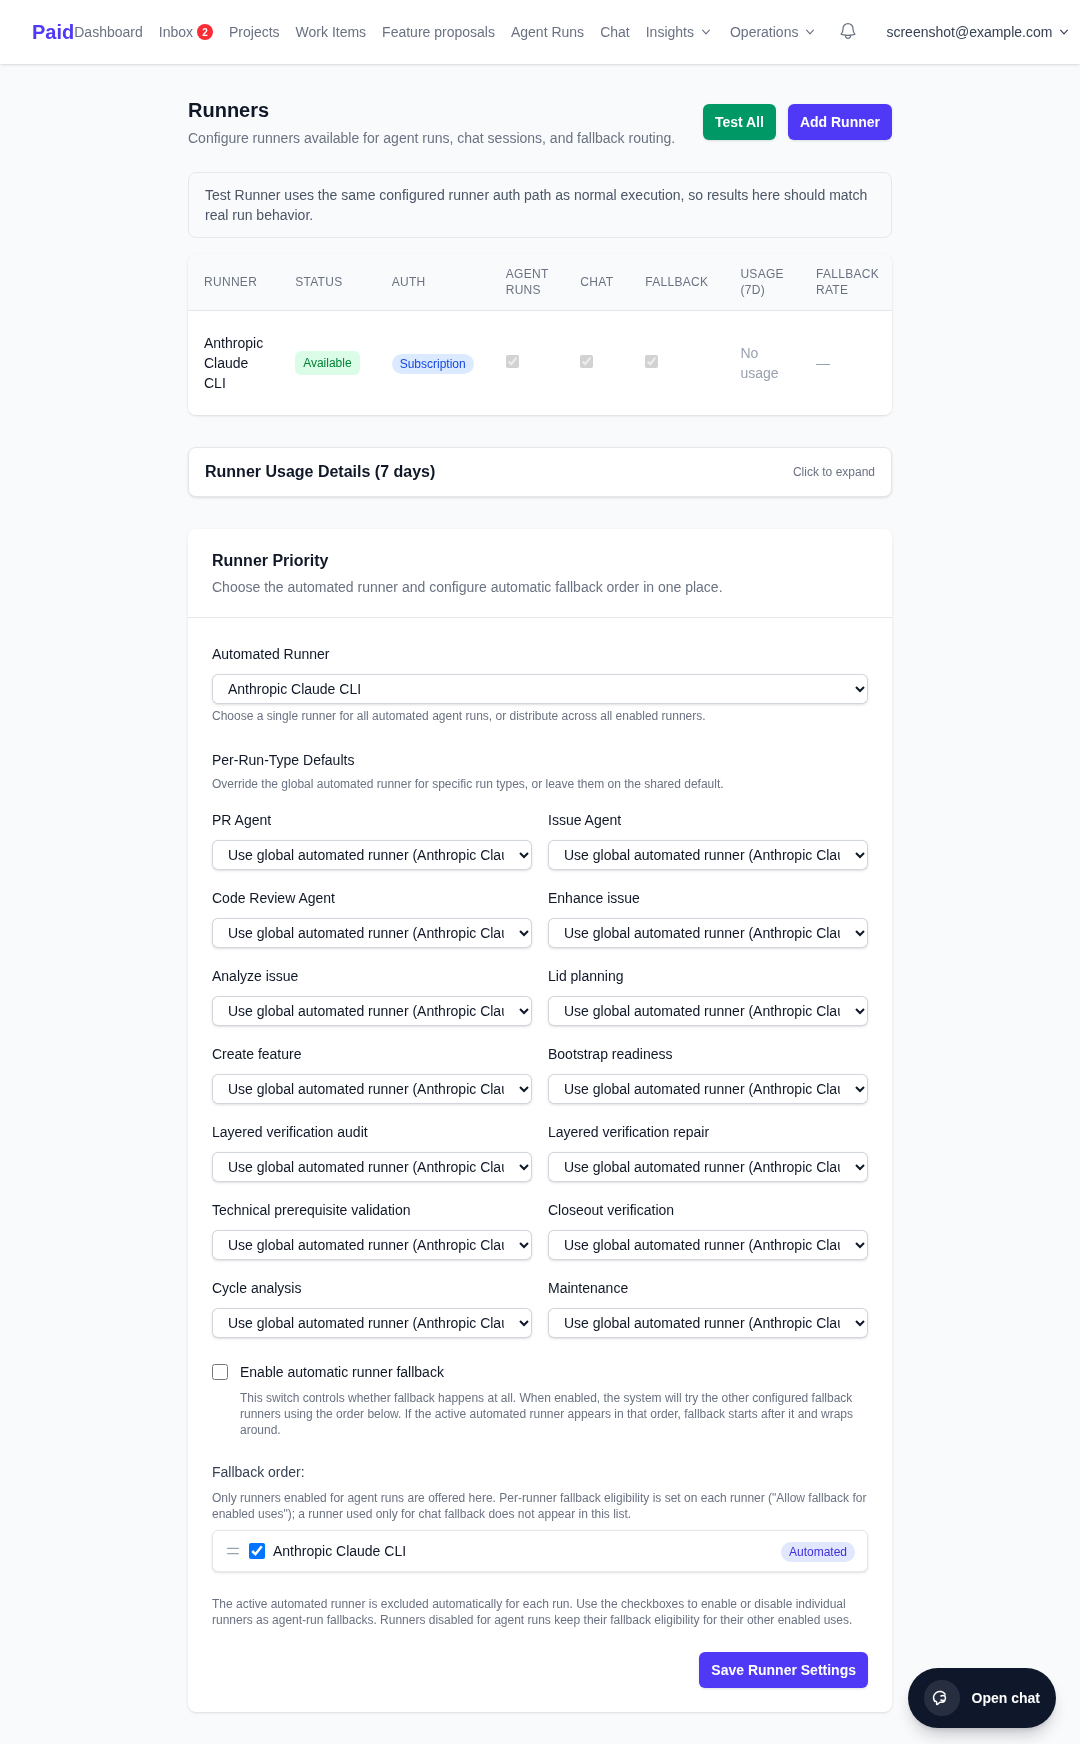 Paid Dashboard Inbox 2 Projects Work Items Feature proposals Agent Runs Chat Insights Operations screenshot@example.com
Runners
Configure runners available for agent runs, chat sessions, and fallback routing.
Test All
Add Runner
Test Runner uses the same configured runner auth path as normal execution, so results here should match
real run behavior.
RUNNER STATUS AUTH AGENT RUNS CHAT FALLBACK USAGE (7D) FALLBACK RATE
Anthropic Claude CLI Available Subscription No usage —
Runner Usage Details (7 days) Click to expand
Runner Priority
Choose the automated runner and configure automatic fallback order in one place.
Automated Runner
Anthropic Claude CLI
Choose a single runner for all automated agent runs, or distribute across all enabled runners.
Per-Run-Type Defaults
Override the global automated runner for specific run types, or leave them on the shared default.
PR Agent Issue Agent
Use global automated runner (Anthropic Clau Use global automated runner (Anthropic Clau
Code Review Agent Enhance issue
Use global automated runner (Anthropic Clau Use global automated runner (Anthropic Clau
Analyze issue Lid planning
Use global automated runner (Anthropic Clau Use global automated runner (Anthropic Clau
Create feature Bootstrap readiness
Use global automated runner (Anthropic Clau Use global automated runner (Anthropic Clau
Layered verification audit Layered verification repair
Use global automated runner (Anthropic Clau Use global automated runner (Anthropic Clau
Technical prerequisite validation Closeout verification
Use global automated runner (Anthropic Clau Use global automated runner (Anthropic Clau
Cycle analysis Maintenance
Use global automated runner (Anthropic Clau Use global automated runner (Anthropic Clau
Enable automatic runner fallback
This switch controls whether fallback happens at all. When enabled, the system will try the other configured fallback
runners using the order below. If the active automated runner appears in that order, fallback starts after it and wraps
around.
Fallback order:
Only runners enabled for agent runs are offered here. Per-runner fallback eligibility is set on each runner ("Allow fallback for
enabled uses"); a runner used only for chat fallback does not appear in this list.
Anthropic Claude CLI Automated
The active automated runner is excluded automatically for each run. Use the checkboxes to enable or disable individual
runners as agent-run fallbacks. Runners disabled for agent runs keep their fallback eligibility for their other enabled uses.
Save Runner Settings
Open chat